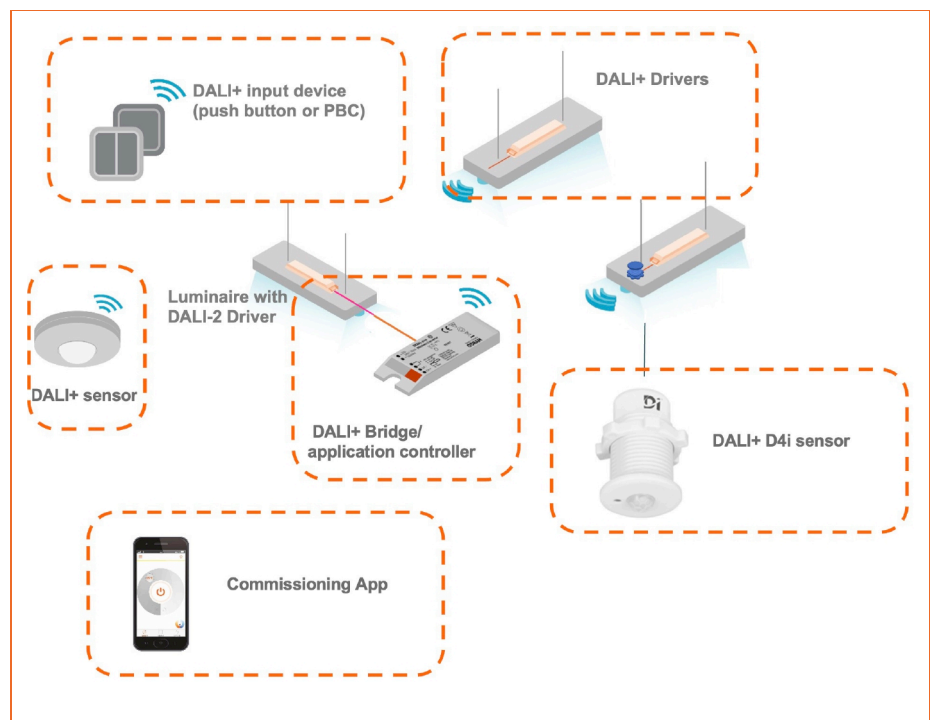 DALI+ input device
(push button or PBC)
DALI+ Drivers
Luminaire with
DALI-2 Driver
DALI+ sensor
DALI+ Bridge/
application controller
Di
DALI+ D4i sensor
Commissioning App